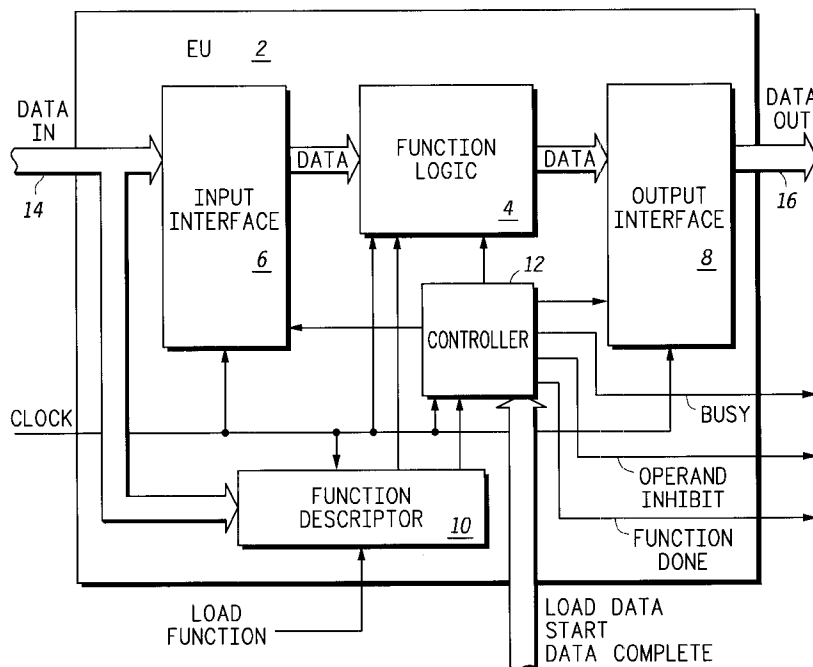 EU 2
DATA IN
14
INPUT INTERFACE
6
DATA
FUNCTION LOGIC
4
DATA
OUTPUT INTERFACE
8
DATA OUT
16
12
CONTROLLER
CLOCK
BUSY
OPERAND INHIBIT
FUNCTION DONE
FUNCTION DESCRIPTOR
10
LOAD FUNCTION
LOAD DATA
START
DATA COMPLETE